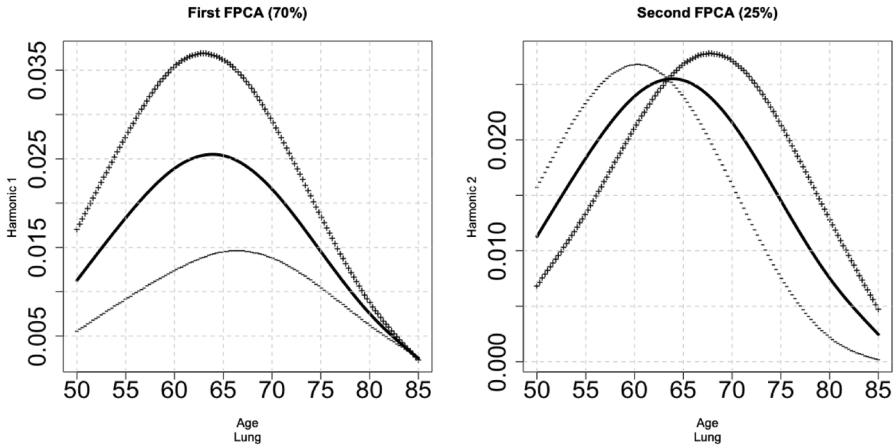 First FPCA (70%)
Harmonic 1
0.035
0.025
0.015
0.005
50 55 60 65 70 75 80 85
Age
Lung
Second FPCA (25%)
Harmonic 2
0.020
0.010
0.000
50 55 60 65 70 75 80 85
Age
Lung